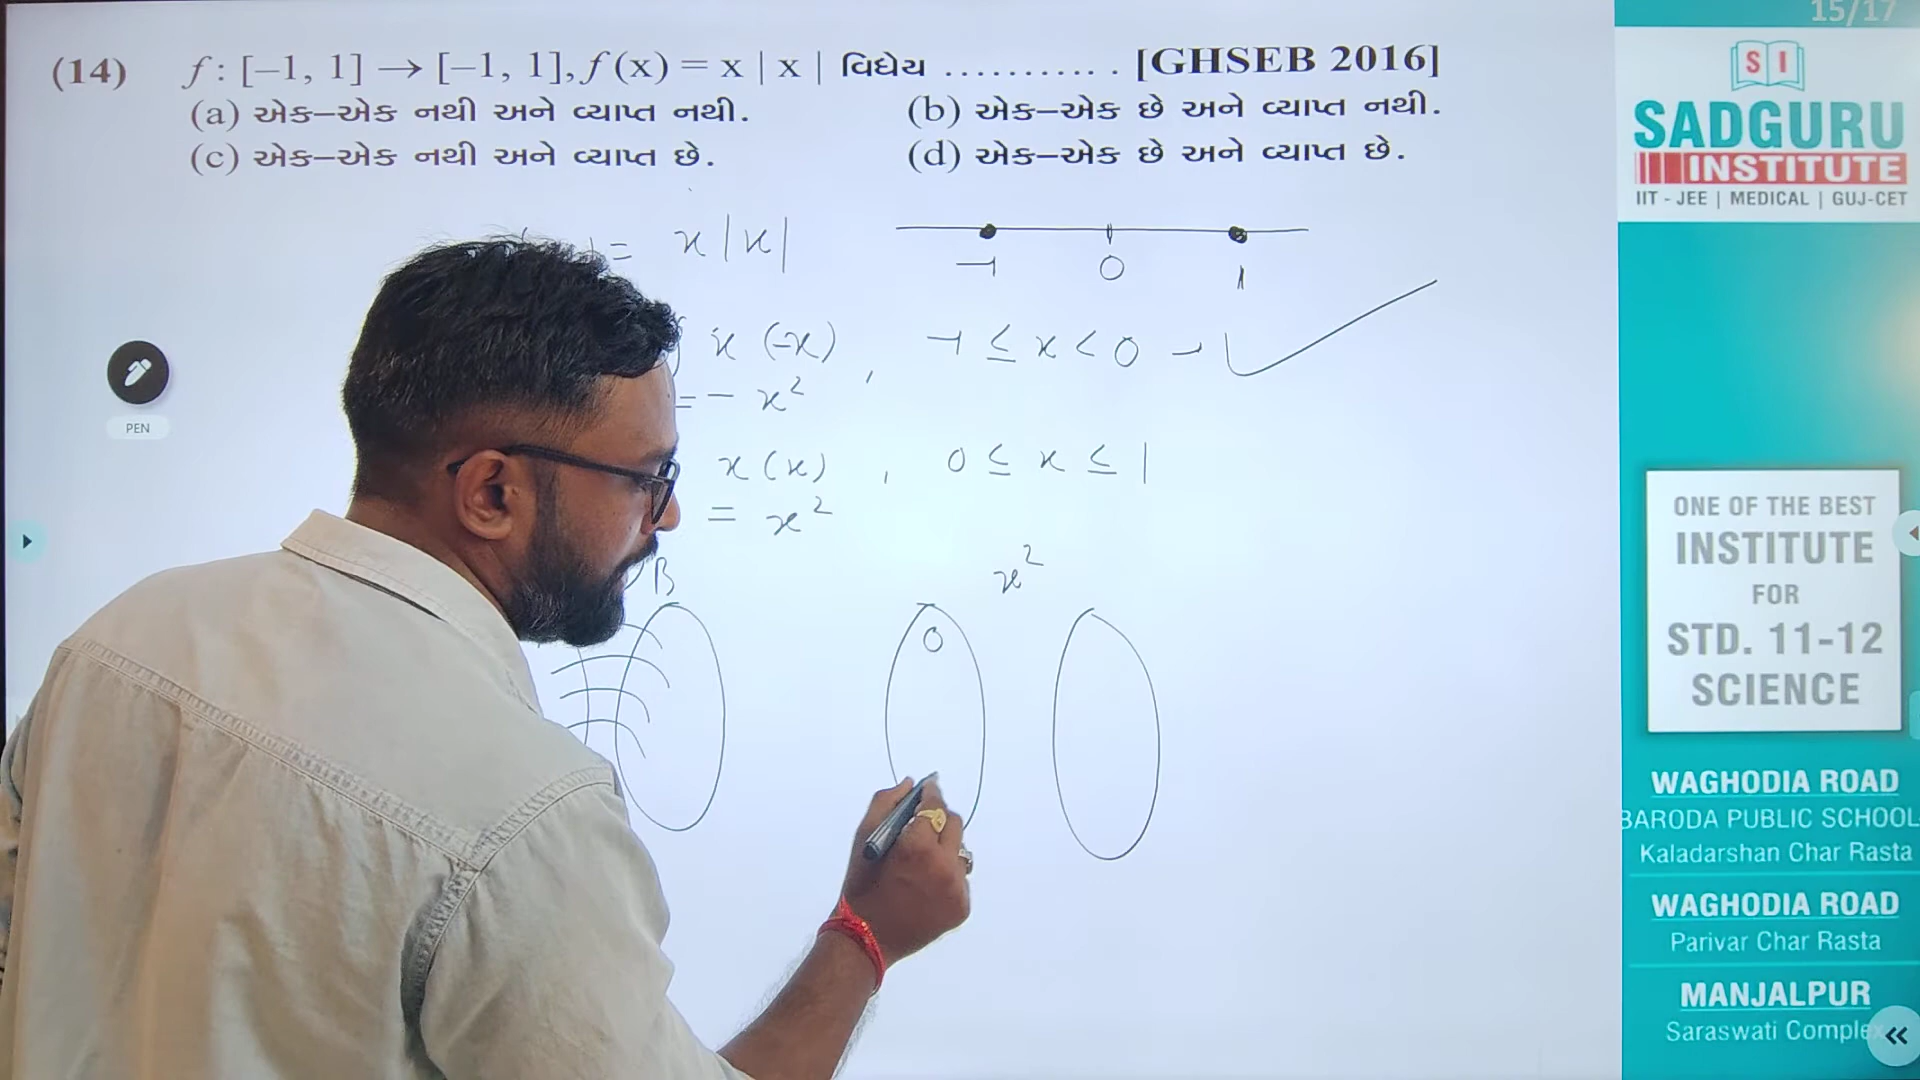 15/17
(14) f : [–1, 1] → [–1, 1], f (x) = x | x | વિધેય ........... . [GHSEB 2016]
(a) એક–એક નથી અને વ્યાપ્ત નથી.
(b) એક–એક છે અને વ્યાપ્ત નથી.
(c) એક–એક નથી અને વ્યાપ્ત છે.
(d) એક–એક છે અને વ્યાપ્ત છે.
= x |x|
-1 0 1
x (-x) , -1 ≤ x < 0
= - x²
x (x) , 0 ≤ x ≤ 1
= x²
B
x²
0
PEN
S I
SADGURU
INSTITUTE
IIT - JEE | MEDICAL | GUJ-CET
ONE OF THE BEST
INSTITUTE
FOR
STD. 11-12
SCIENCE
WAGHODIA ROAD
BARODA PUBLIC SCHOOL
Kaladarshan Char Rasta
WAGHODIA ROAD
Parivar Char Rasta
MANJALPUR
Saraswati Comple